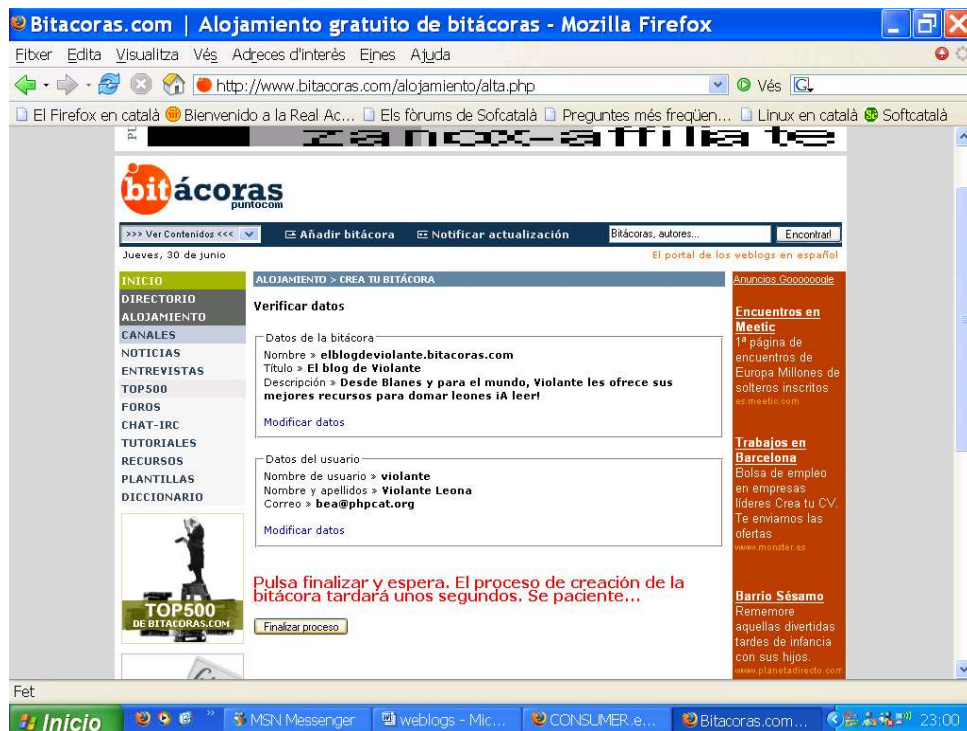 Bitacoras.com | Alojamiento gratuito de bitácoras - Mozilla Firefox
Fitxer Edita Visualitza Vés Adreces d'interès Eines Ajuda
http://www.bitacoras.com/alojamiento/alta.php Vés
El Firefox en català Bienvenido a la Real Ac... Els fòrums de Sofcatalà Preguntes més freqüen... Linux en català Softcatalà
zanox-affiliate
bitácoras
puntocom
>>> Ver Contenidos <<< Añadir bitácora Notificar actualización Bitácoras, autores... Encontrar!
Jueves, 30 de junio El portal de los weblogs en español
INICIO
DIRECTORIO
ALOJAMIENTO
CANALES
NOTICIAS
ENTREVISTAS
TOP500
FOROS
CHAT-IRC
TUTORIALES
RECURSOS
PLANTILLAS
DICCIONARIO
TOP500
DE BITACORAS.COM
ALOJAMIENTO > CREA TU BITÁCORA
Verificar datos
Datos de la bitácora
Nombre » elblogdeviolante.bitacoras.com
Título » El blog de Violante
Descripción » Desde Blanes y para el mundo, Violante les ofrece sus
mejores recursos para domar leones ¡A leer!
Modificar datos
Datos del usuario
Nombre de usuario » violante
Nombre y apellidos » Violante Leona
Correo » bea@phpcat.org
Modificar datos
Pulsa finalizar y espera. El proceso de creación de la
bitácora tardará unos segundos. Se paciente...
Finalizar proceso
Anuncios Goooooogle
Encuentros en
Meetic
1ª página de
encuentros de
Europa Millones de
solteros inscritos
es.meetic.com
Trabajos en
Barcelona
Bolsa de empleo
en empresas
líderes Crea tu CV.
Te enviamos las
ofertas
www.monster.es
Barrio Sésamo
Rememore
aquellas divertidas
tardes de infancia
con sus hijos.
www.planetadirecto.com
Fet
Inicio MSN Messenger weblogs - Mic... CONSUMER.e... Bitacoras.com... 23:00